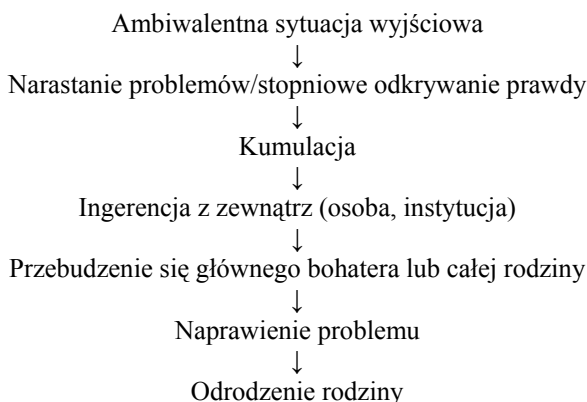 Ambiwalentna sytuacja wyjściowa
↓
Narastanie problemów/stopniowe odkrywanie prawdy
↓
Kumulacja
↓
Ingerencja z zewnątrz (osoba, instytucja)
↓
Przebudzenie się głównego bohatera lub całej rodziny
↓
Naprawienie problemu
↓
Odrodzenie rodziny